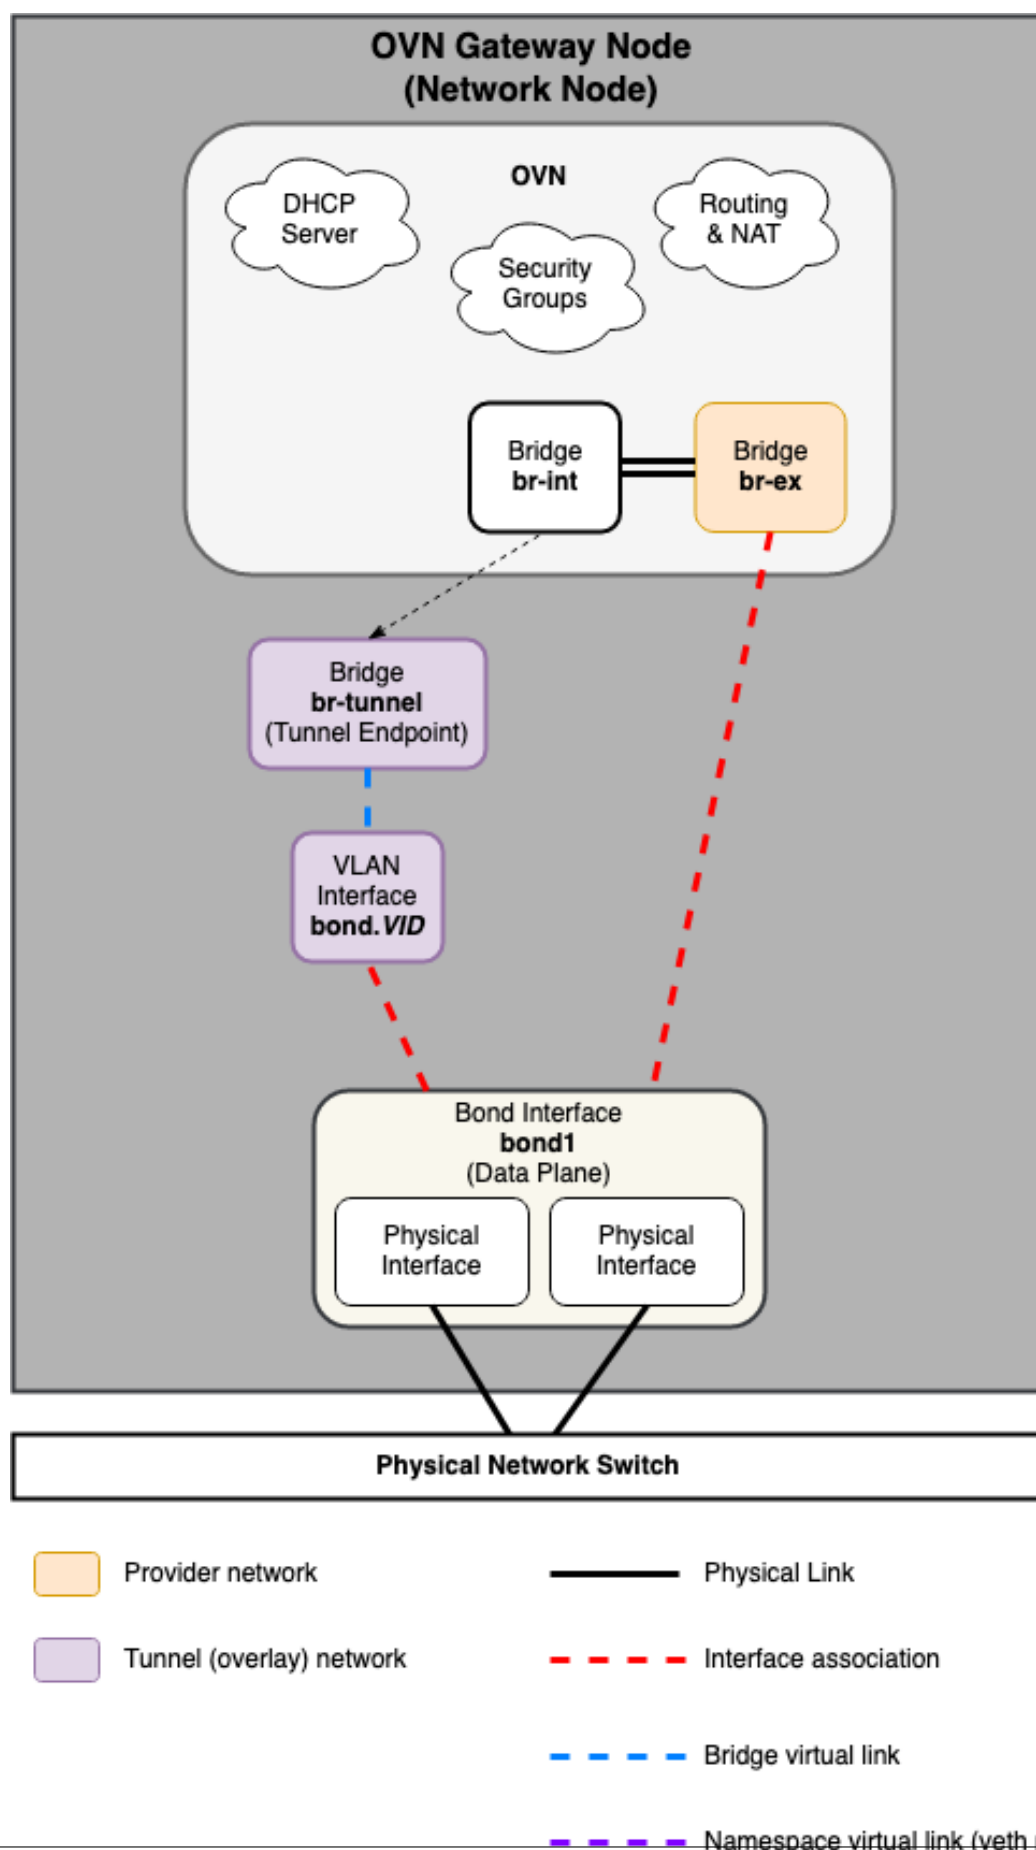 OVN Gateway Node
(Network Node)
OVN
DHCP
Server
Routing
& NAT
Security
Groups
Bridge
br-int
Bridge
br-ex
Bridge
br-tunnel
(Tunnel Endpoint)
VLAN
Interface
bond.VID
Bond Interface
bond1
(Data Plane)
Physical
Interface
Physical
Interface
Physical Network Switch
Provider network
Physical Link
Tunnel (overlay) network
Interface association
Bridge virtual link
Namespace virtual link (veth